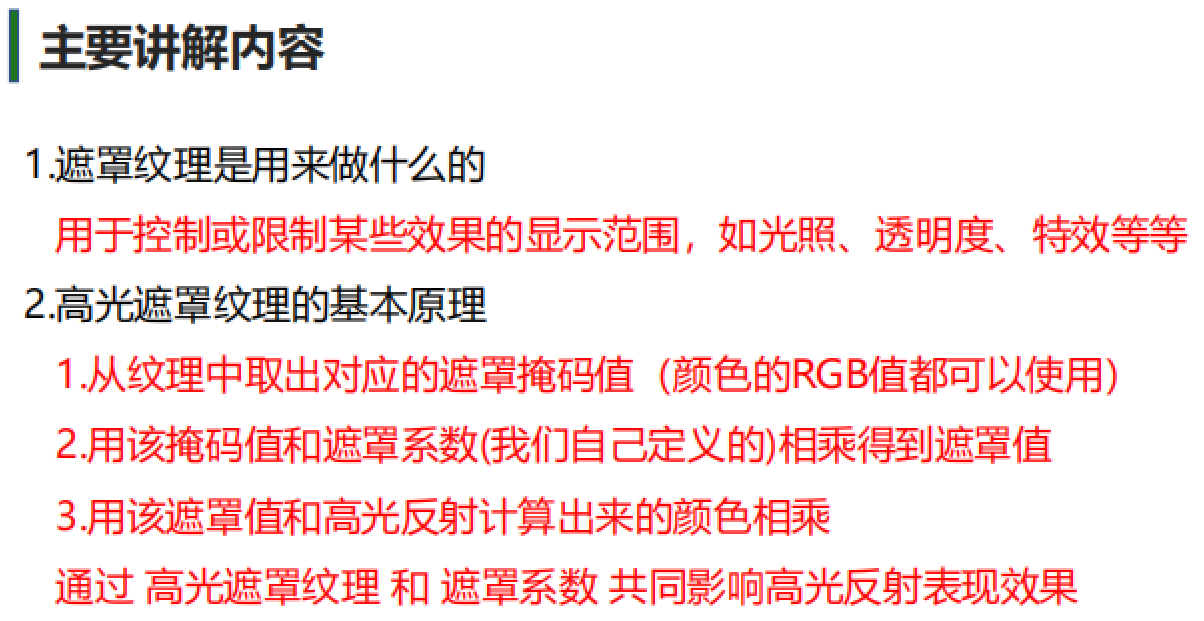 主要讲解内容
1.遮罩纹理是用来做什么的
用于控制或限制某些效果的显示范围，如光照、透明度、特效等等
2.高光遮罩纹理的基本原理
1.从纹理中取出对应的遮罩掩码值（颜色的RGB值都可以使用）
2.用该掩码值和遮罩系数(我们自己定义的)相乘得到遮罩值
3.用该遮罩值和高光反射计算出来的颜色相乘
通过 高光遮罩纹理 和 遮罩系数 共同影响高光反射表现效果